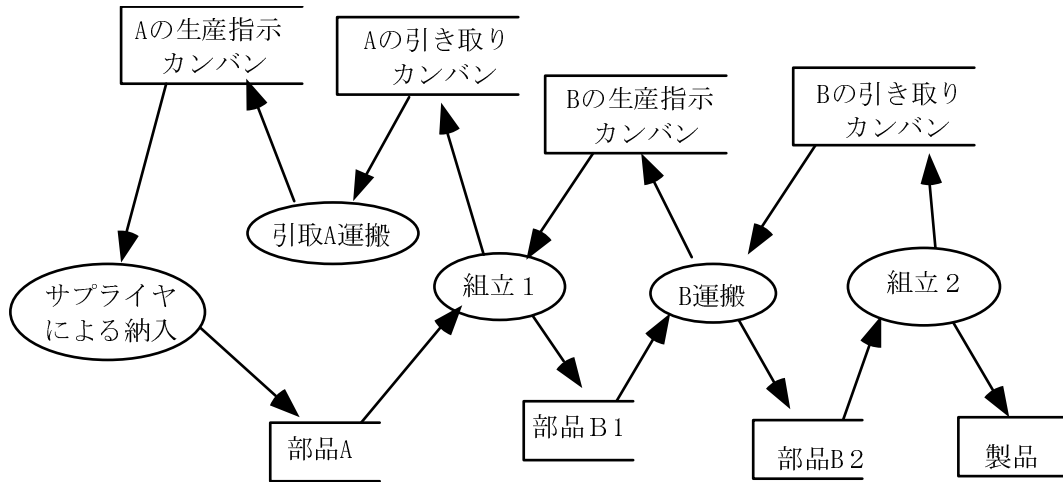 Aの生産指示
カンバン
Aの引き取り
カンバン
Bの生産指示
カンバン
Bの引き取り
カンバン
引取A運搬
サプライヤ
による納入
組立1
B運搬
組立2
部品A
部品B1
部品B2
製品